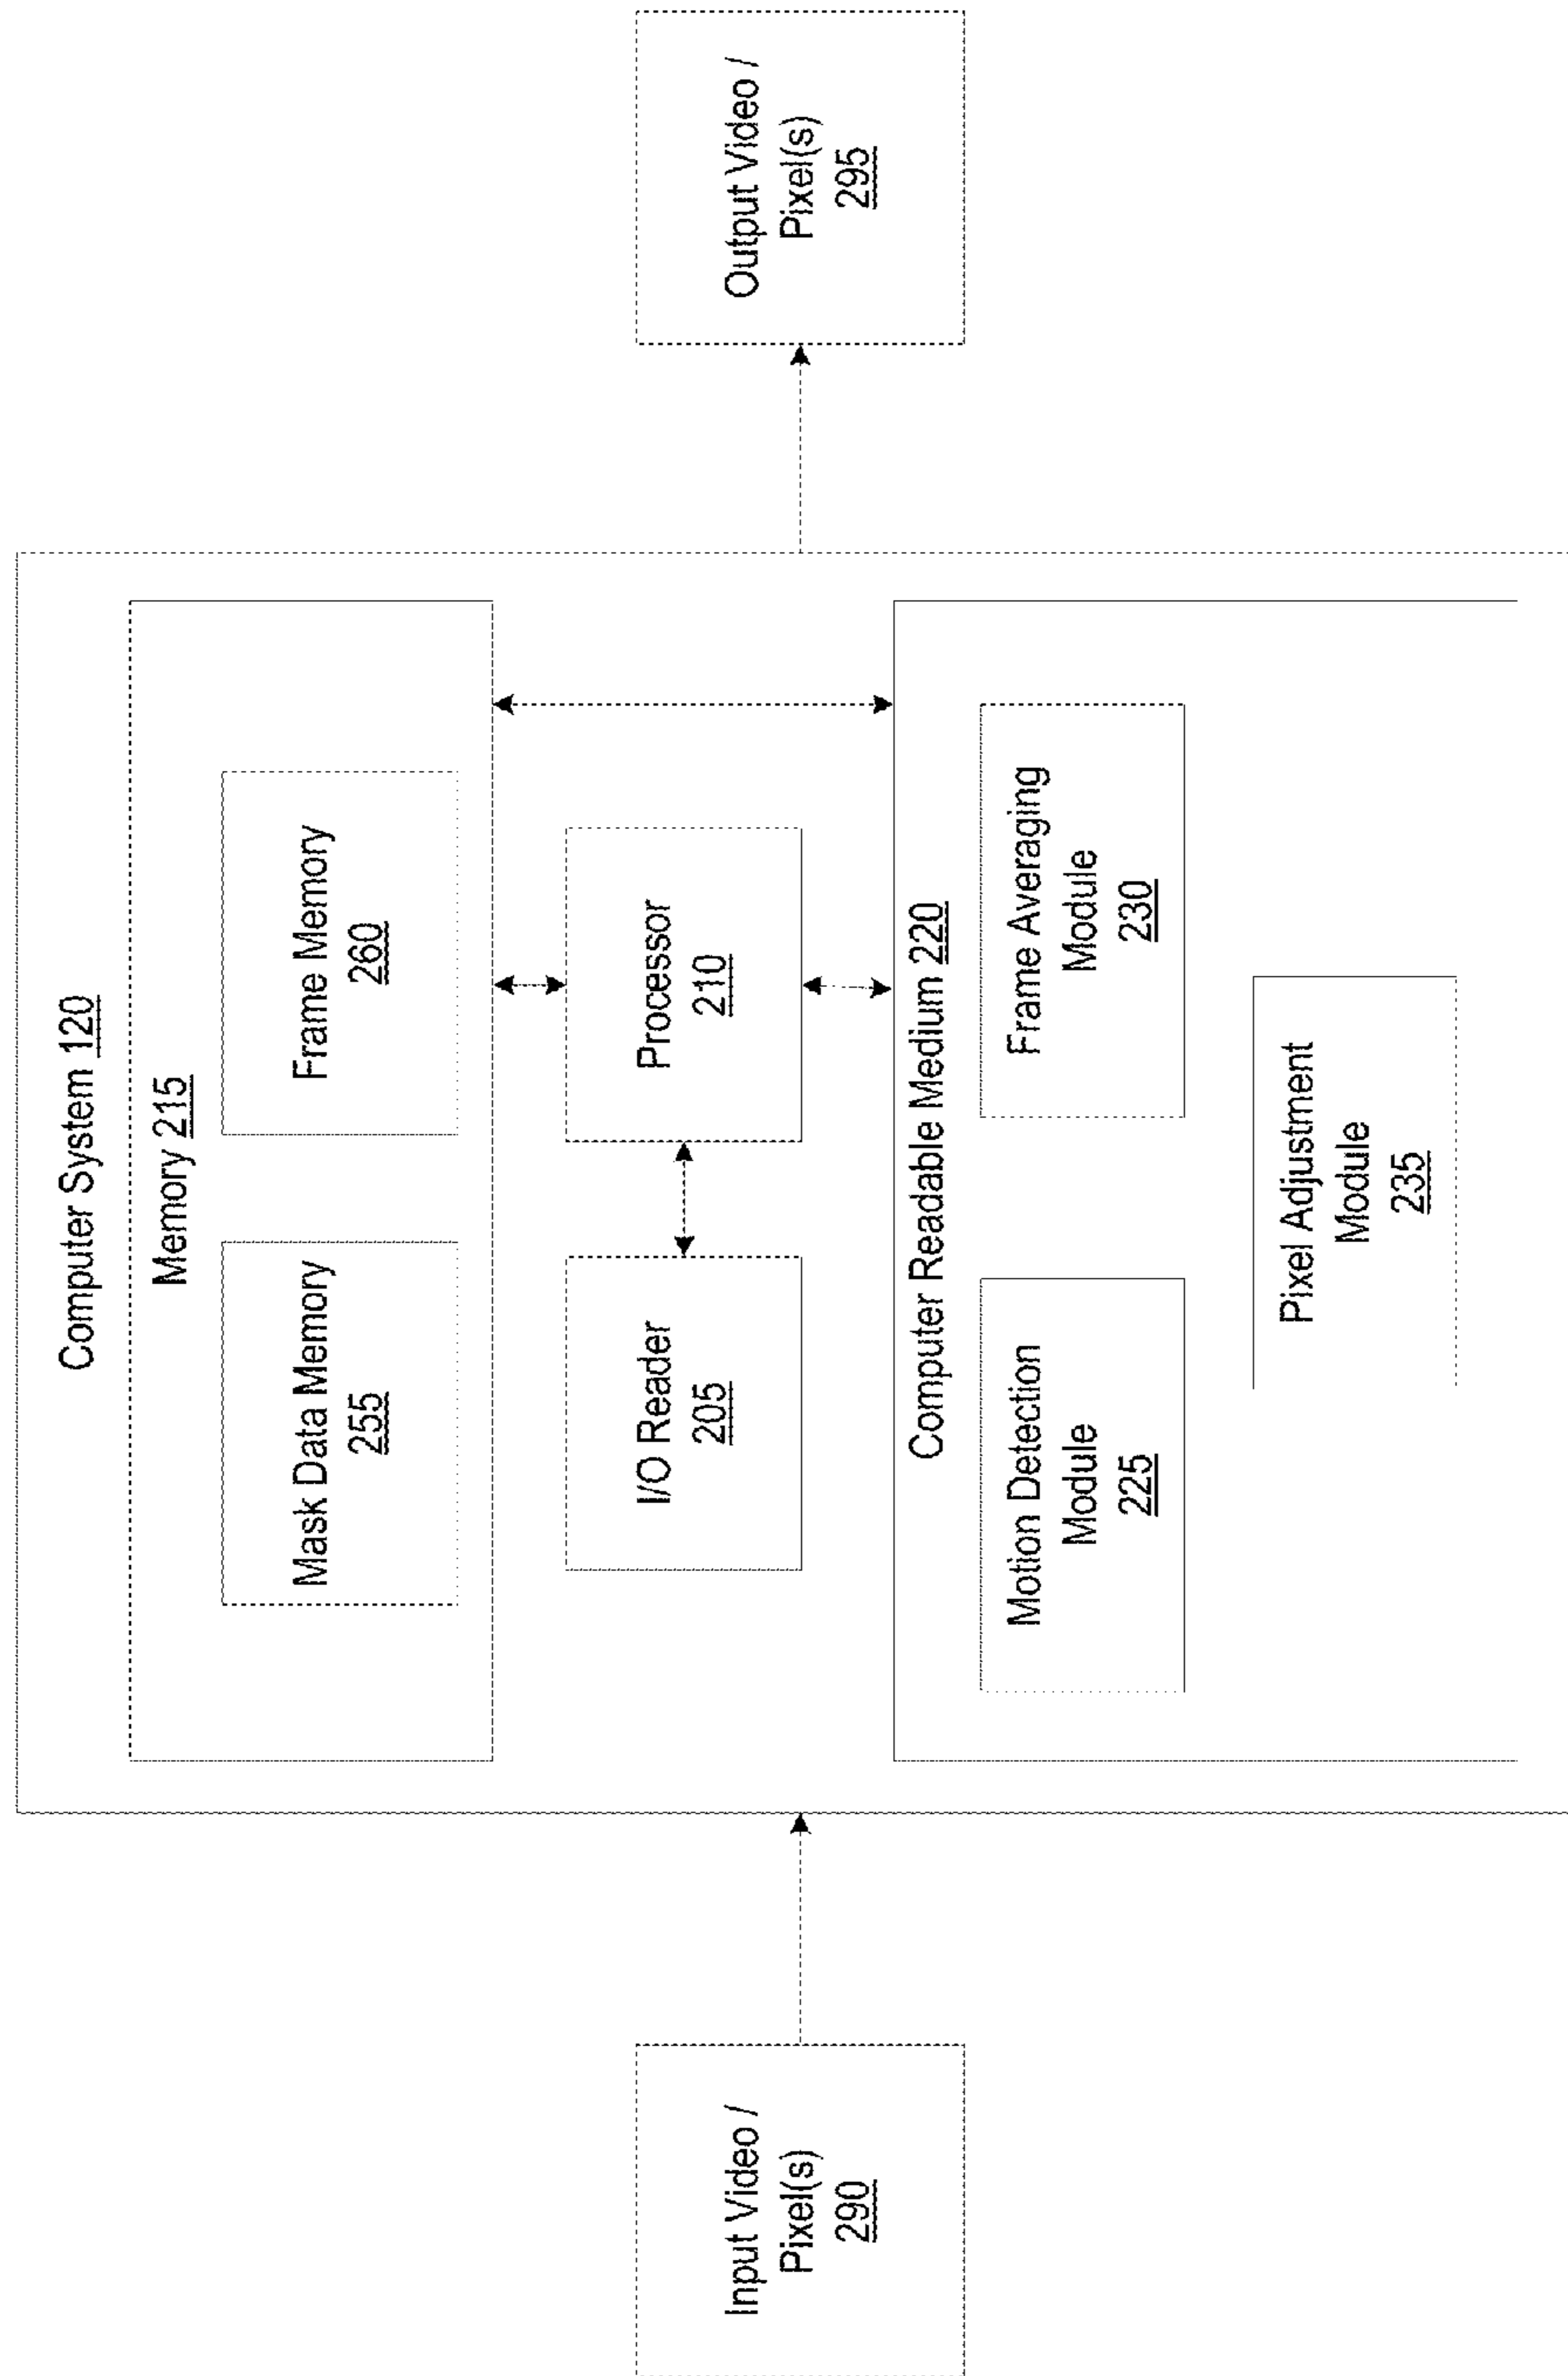 Computer System 120
Memory 215
Mask Data Memory
255
Frame Memory
260
I/O Reader
205
Processor
210
Computer Readable Medium 220
Motion Detection
Module
225
Frame Averaging
Module
230
Pixel Adjustment
Module
235
Input Video /
Pixel(s)
290
Output Video /
Pixel(s)
295